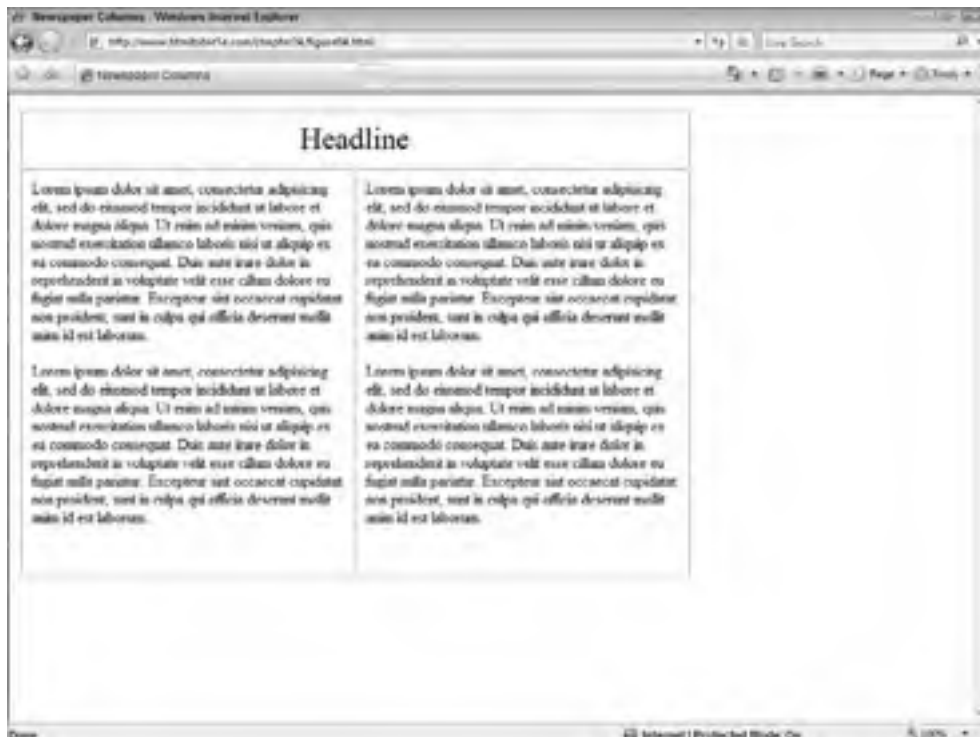 Newspaper Columns - Windows Internet Explorer
Live Search
Newspaper Columns
Page
Tools
Headline
Lorem ipsum dolor sit amet, consectetur adipisicing
elit, sed do eiusmod tempor incididunt ut labore et
dolore magna aliqua. Ut enim ad minim veniam, quis
nostrud exercitation ullamco laboris nisi ut aliquip ex
ea commodo consequat. Duis aute irure dolor in
reprehenderit in voluptate velit esse cillum dolore eu
fugiat nulla pariatur. Excepteur sint occaecat cupidatat
non proident, sunt in culpa qui officia deserunt mollit
anim id est laborum.
Lorem ipsum dolor sit amet, consectetur adipisicing
elit, sed do eiusmod tempor incididunt ut labore et
dolore magna aliqua. Ut enim ad minim veniam, quis
nostrud exercitation ullamco laboris nisi ut aliquip ex
ea commodo consequat. Duis aute irure dolor in
reprehenderit in voluptate velit esse cillum dolore eu
fugiat nulla pariatur. Excepteur sint occaecat cupidatat
non proident, sunt in culpa qui officia deserunt mollit
anim id est laborum.
Lorem ipsum dolor sit amet, consectetur adipisicing
elit, sed do eiusmod tempor incididunt ut labore et
dolore magna aliqua. Ut enim ad minim veniam, quis
nostrud exercitation ullamco laboris nisi ut aliquip ex
ea commodo consequat. Duis aute irure dolor in
reprehenderit in voluptate velit esse cillum dolore eu
fugiat nulla pariatur. Excepteur sint occaecat cupidatat
non proident, sunt in culpa qui officia deserunt mollit
anim id est laborum.
Lorem ipsum dolor sit amet, consectetur adipisicing
elit, sed do eiusmod tempor incididunt ut labore et
dolore magna aliqua. Ut enim ad minim veniam, quis
nostrud exercitation ullamco laboris nisi ut aliquip ex
ea commodo consequat. Duis aute irure dolor in
reprehenderit in voluptate velit esse cillum dolore eu
fugiat nulla pariatur. Excepteur sint occaecat cupidatat
non proident, sunt in culpa qui officia deserunt mollit
anim id est laborum.
Done
Internet | Protected Mode: On
100%